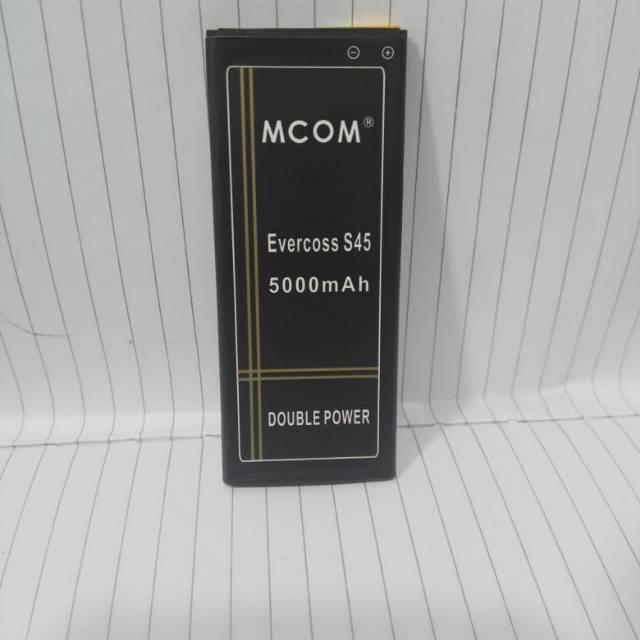 ⊖ ⊕
MCOM®
Evercoss S45
5000mAh
DOUBLE POWER